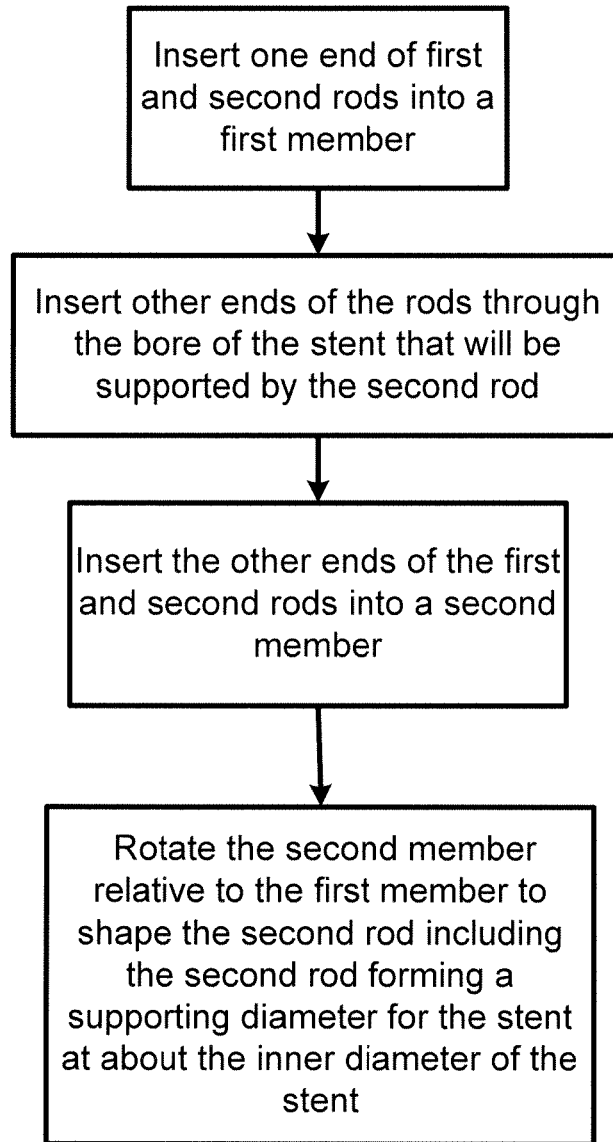 Insert one end of first
and second rods into a
first member
Insert other ends of the rods through
the bore of the stent that will be
supported by the second rod
Insert the other ends of the first
and second rods into a second
member
Rotate the second member
relative to the first member to
shape the second rod including
the second rod forming a
supporting diameter for the stent
at about the inner diameter of the
stent